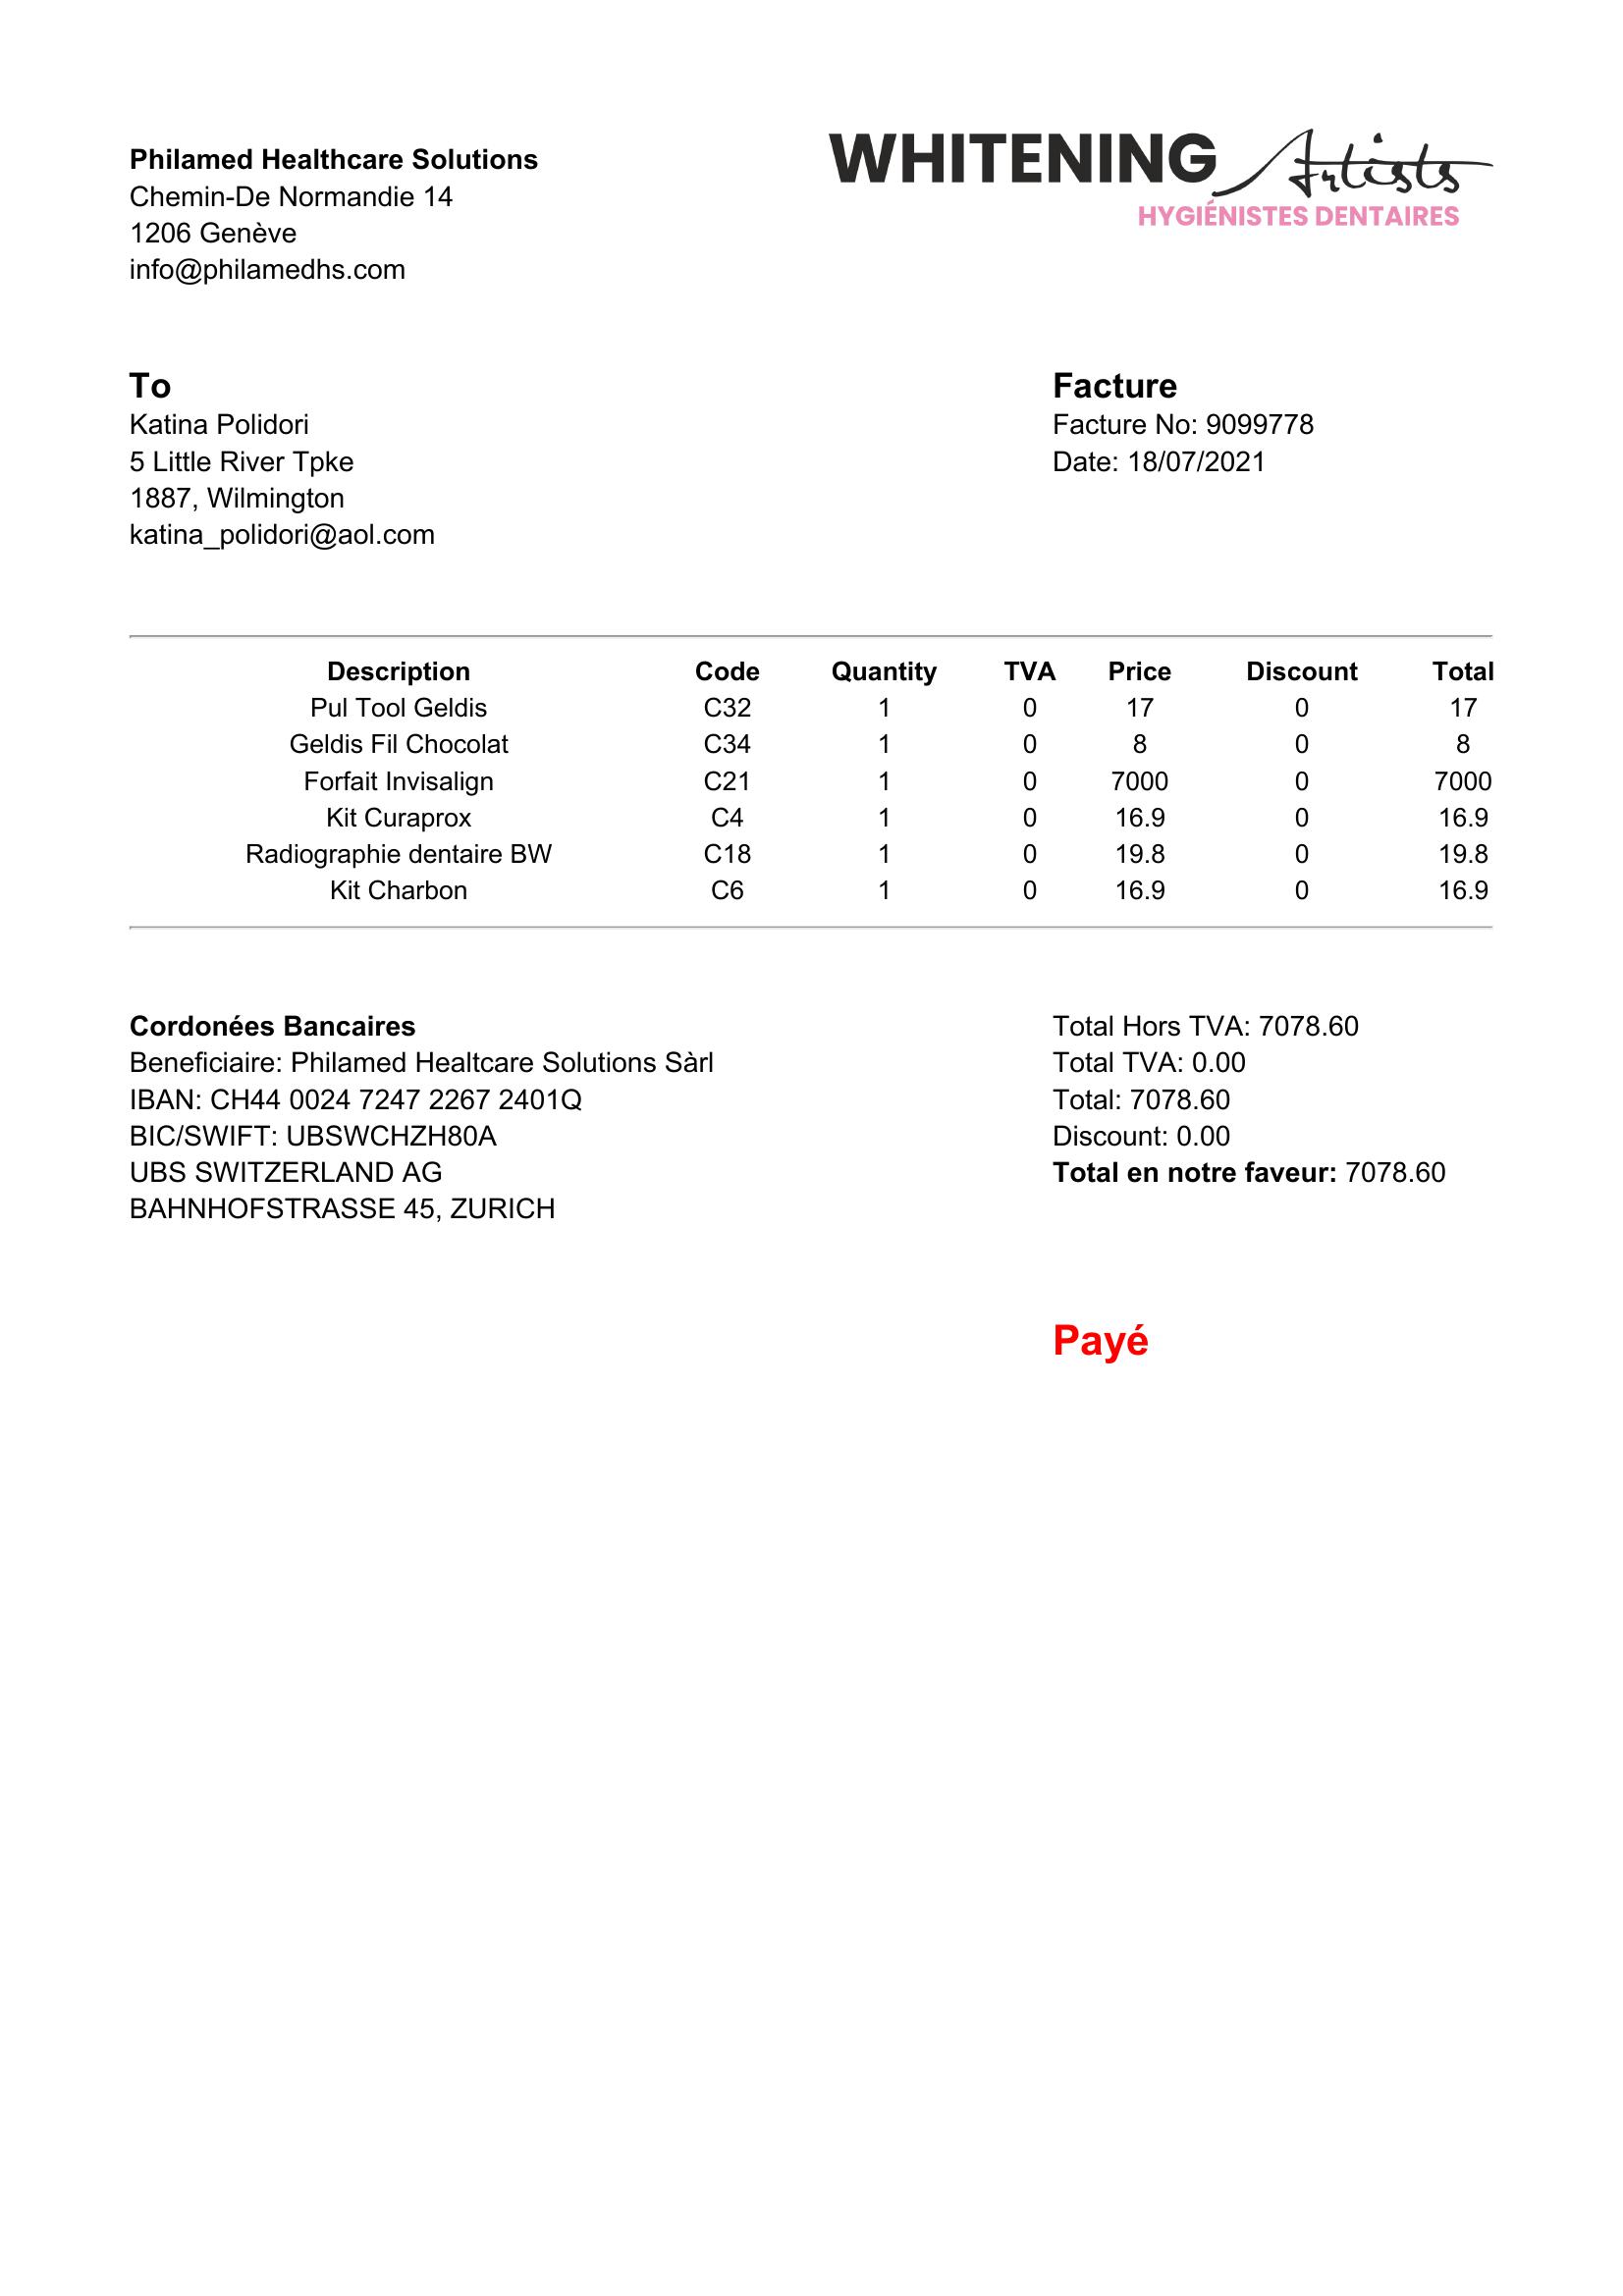 Philamed Healthcare Solutions
Chemin-De Normandie 14
1206 Genève
info@philamedhs.com
WHITENING Artists
HYGIÉNISTES DENTAIRES
To
Katina Polidori
5 Little River Tpke
1887, Wilmington
katina_polidori@aol.com
Facture
Facture No: 9099778
Date: 18/07/2021
Description Code Quantity TVA Price Discount Total
Pul Tool Geldis C32 1 0 17 0 17
Geldis Fil Chocolat C34 1 0 8 0 8
Forfait Invisalign C21 1 0 7000 0 7000
Kit Curaprox C4 1 0 16.9 0 16.9
Radiographie dentaire BW C18 1 0 19.8 0 19.8
Kit Charbon C6 1 0 16.9 0 16.9
Cordonées Bancaires
Beneficiaire: Philamed Healtcare Solutions Sàrl
IBAN: CH44 0024 7247 2267 2401Q
BIC/SWIFT: UBSWCHZH80A
UBS SWITZERLAND AG
BAHNHOFSTRASSE 45, ZURICH
Total Hors TVA: 7078.60
Total TVA: 0.00
Total: 7078.60
Discount: 0.00
Total en notre faveur: 7078.60
Payé